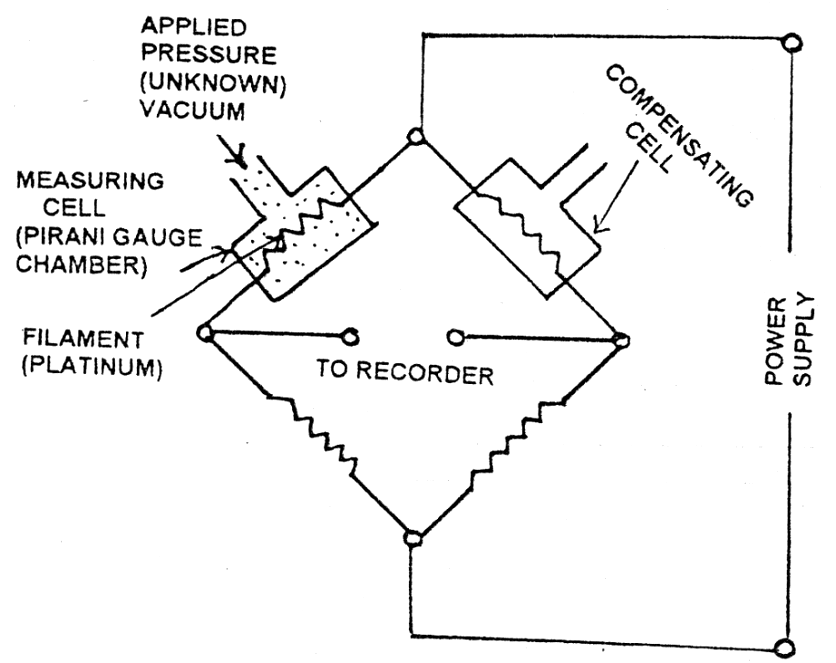 APPLIED
PRESSURE
(UNKNOWN)
VACUUM
MEASURING
CELL
(PIRANI GAUGE
CHAMBER)
FILAMENT
(PLATINUM)
TO RECORDER
COMPENSATING
CELL
POWER
SUPPLY